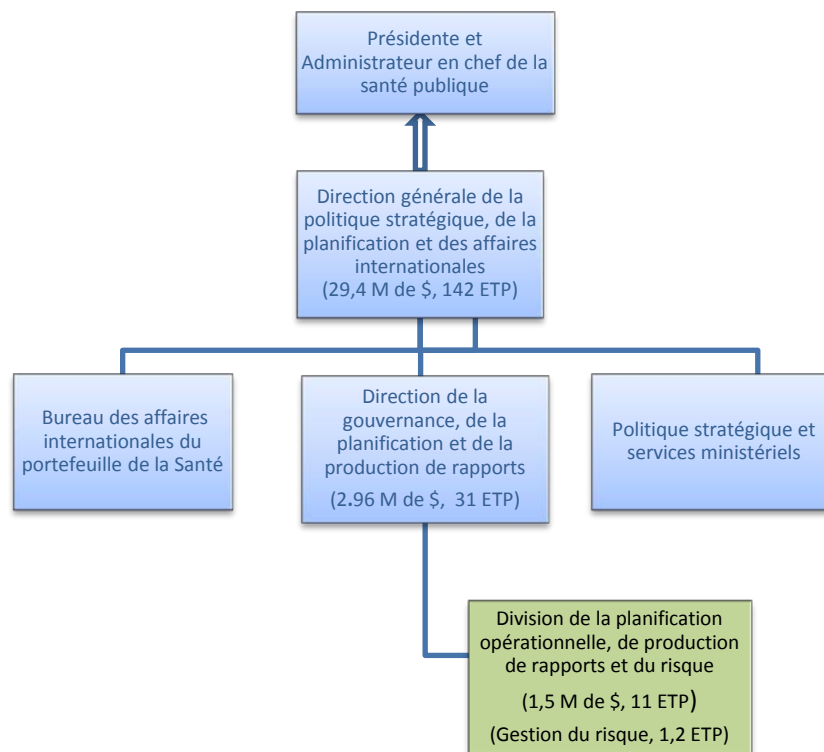 Présidente et
Administrateur en chef de la
santé publique
Direction générale de la
politique stratégique, de la
planification et des affaires
internationales
(29,4 M de $, 142 ETP)
Bureau des affaires
internationales du
portefeuille de la Santé
Direction de la
gouvernance, de la
planification et de la
production de rapports
(2.96 M de $, 31 ETP)
Politique stratégique et
services ministériels
Division de la planification
opérationnelle, de production
de rapports et du risque
(1,5 M de $, 11 ETP)
(Gestion du risque, 1,2 ETP)